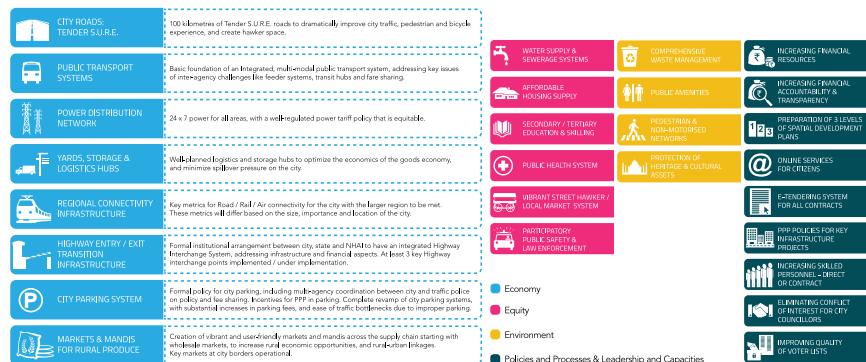 CITY ROADS:
TENDER S.U.R.E.
100 kilometres of Tender S.U.R.E. roads to dramatically improve city traffic, pedestrian and bicycle
experience, and create hawker space.
PUBLIC TRANSPORT
SYSTEMS
Basic foundation of an Integrated, multi-modal public transport system, addressing key issues
of inter-agency challenges like feeder systems, transit hubs and fare sharing.
POWER DISTRIBUTION
NETWORK
24 x 7 power for all areas, with a well-regulated power tariff policy that is equitable.
YARDS, STORAGE &
LOGISTICS HUBS
Well-planned logistics and storage hubs to optimize the economics of the goods economy,
and minimize spillover pressure on the city.
REGIONAL CONNECTIVITY
INFRASTRUCTURE
Key metrics for Road / Rail / Air connectivity for the city with the larger region to be met.
These metrics will differ based on the size, importance and location of the city.
HIGHWAY ENTRY / EXIT
TRANSITION
INFRASTRUCTURE
Formal institutional arrangement between city, state and NHAI to have an integrated Highway
Interchange System, addressing infrastructure and financial aspects. At least 3 key Highway
interchange points implemented / under implementation.
P
CITY PARKING SYSTEM
Formal policy for city parking, including multi-agency coordination between city and traffic police
on policy and fee sharing. Incentives for PPP in parking. Complete revamp of city parking systems,
with substantial increases in parking fees, and ease of traffic bottlenecks due to improper parking.
MARKETS & MANDIS
FOR RURAL PRODUCE
Creation of vibrant and user-friendly markets and mandis across the supply chain starting with
wholesale markets, to increase rural economic opportunities, and rural-urban linkages.
Key markets at city borders operational.
WATER SUPPLY &
SEWERAGE SYSTEMS
AFFORDABLE
HOUSING SUPPLY
SECONDARY / TERTIARY
EDUCATION & SKILLING
PUBLIC HEALTH SYSTEM
VIBRANT STREET HAWKER /
LOCAL MARKET SYSTEM
PARTICIPATORY
PUBLIC SAFETY &
LAW ENFORCEMENT
COMPREHENSIVE
WASTE MANAGEMENT
PUBLIC AMENITIES
PEDESTRIAN &
NON-MOTORISED
NETWORKS
PROTECTION OF
HERITAGE & CULTURAL
ASSETS
INCREASING FINANCIAL
RESOURCES
INCREASING FINANCIAL
ACCOUNTABILITY &
TRANSPARENCY
1 2 3
PREPARATION OF 3 LEVELS
OF SPATIAL DEVELOPMENT
PLANS
@
ONLINE SERVICES
FOR CITIZENS
E-TENDERING SYSTEM
FOR ALL CONTRACTS
PPP POLICIES FOR KEY
INFRASTRUCTURE
PROJECTS
INCREASING SKILLED
PERSONNEL - DIRECT
OR CONTRACT
ELIMINATING CONFLICT
OF INTEREST FOR CITY
COUNCILLORS
IMPROVING QUALITY
OF VOTER LISTS
Economy
Equity
Environment
Policies and Processes & Leadership and Capacities